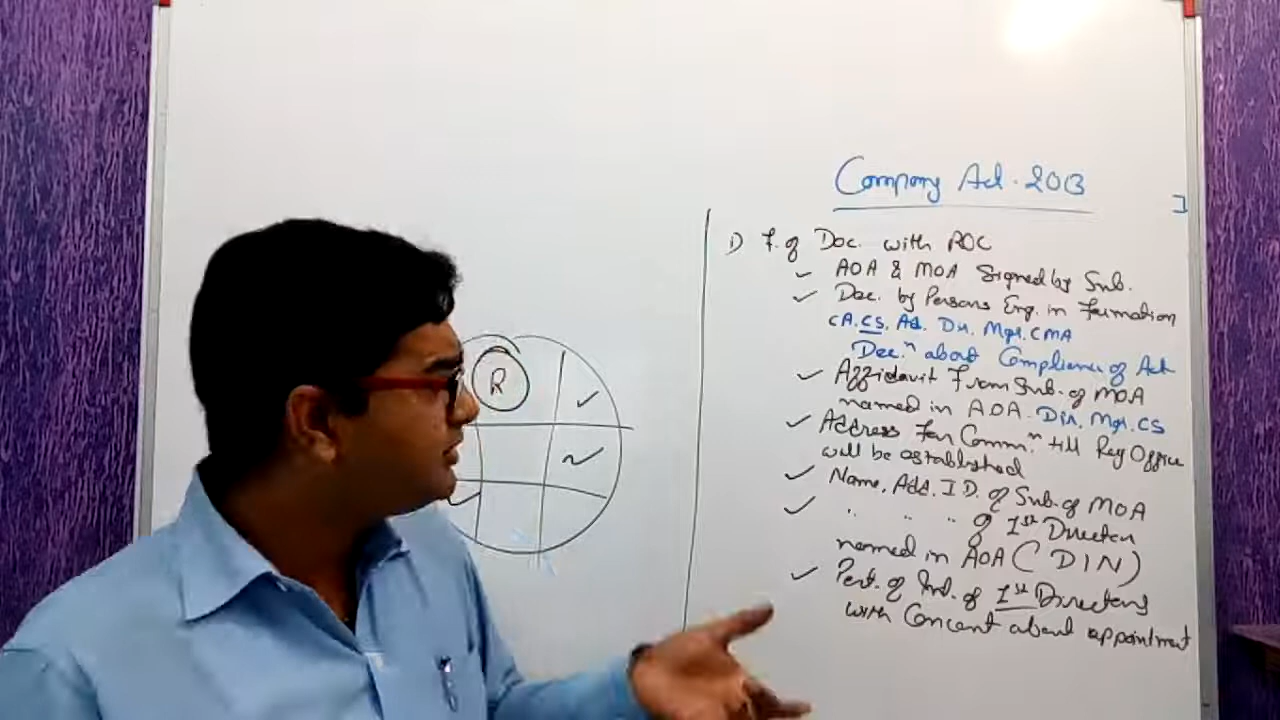 Company Act. 2013
1) F. of Doc. with ROC
✓ AOA & MOA Signed by Sub.
✓ Dec. by Persons Eng. in Formation
CA. CS. Ad. Dir. Mgr. CMA
Decⁿ about Compliance of Act
✓ Affidavit From Sub. of MOA
named in AOA. Dir. Mgr. CS
✓ Address For Commⁿ till Reg Office
will be established
✓ Name. Add. I.D. of Sub. of MOA
✓ " " " of 1st Director
named in AOA (DIN)
✓ Part. of Int. of 1st Directors
with Concent about appointment
R